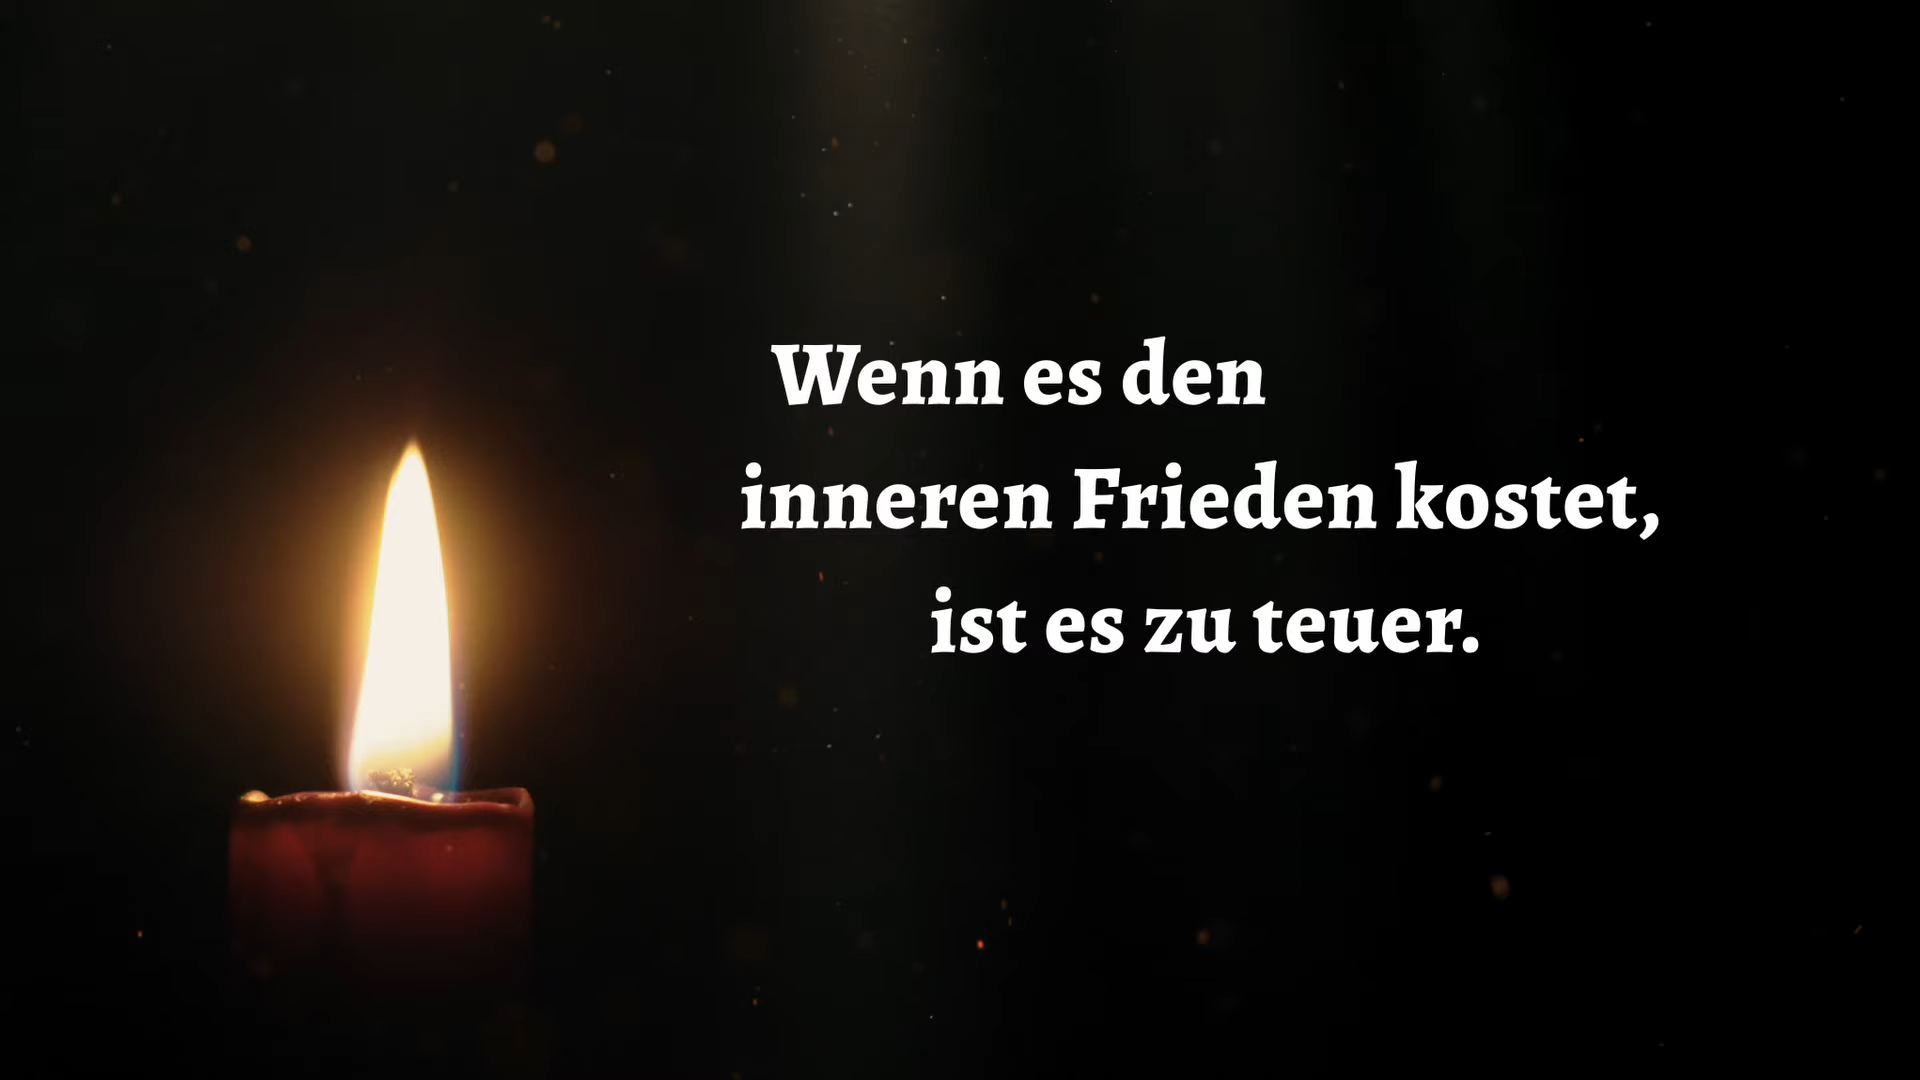 Wenn es den
inneren Frieden kostet,
ist es zu teuer.